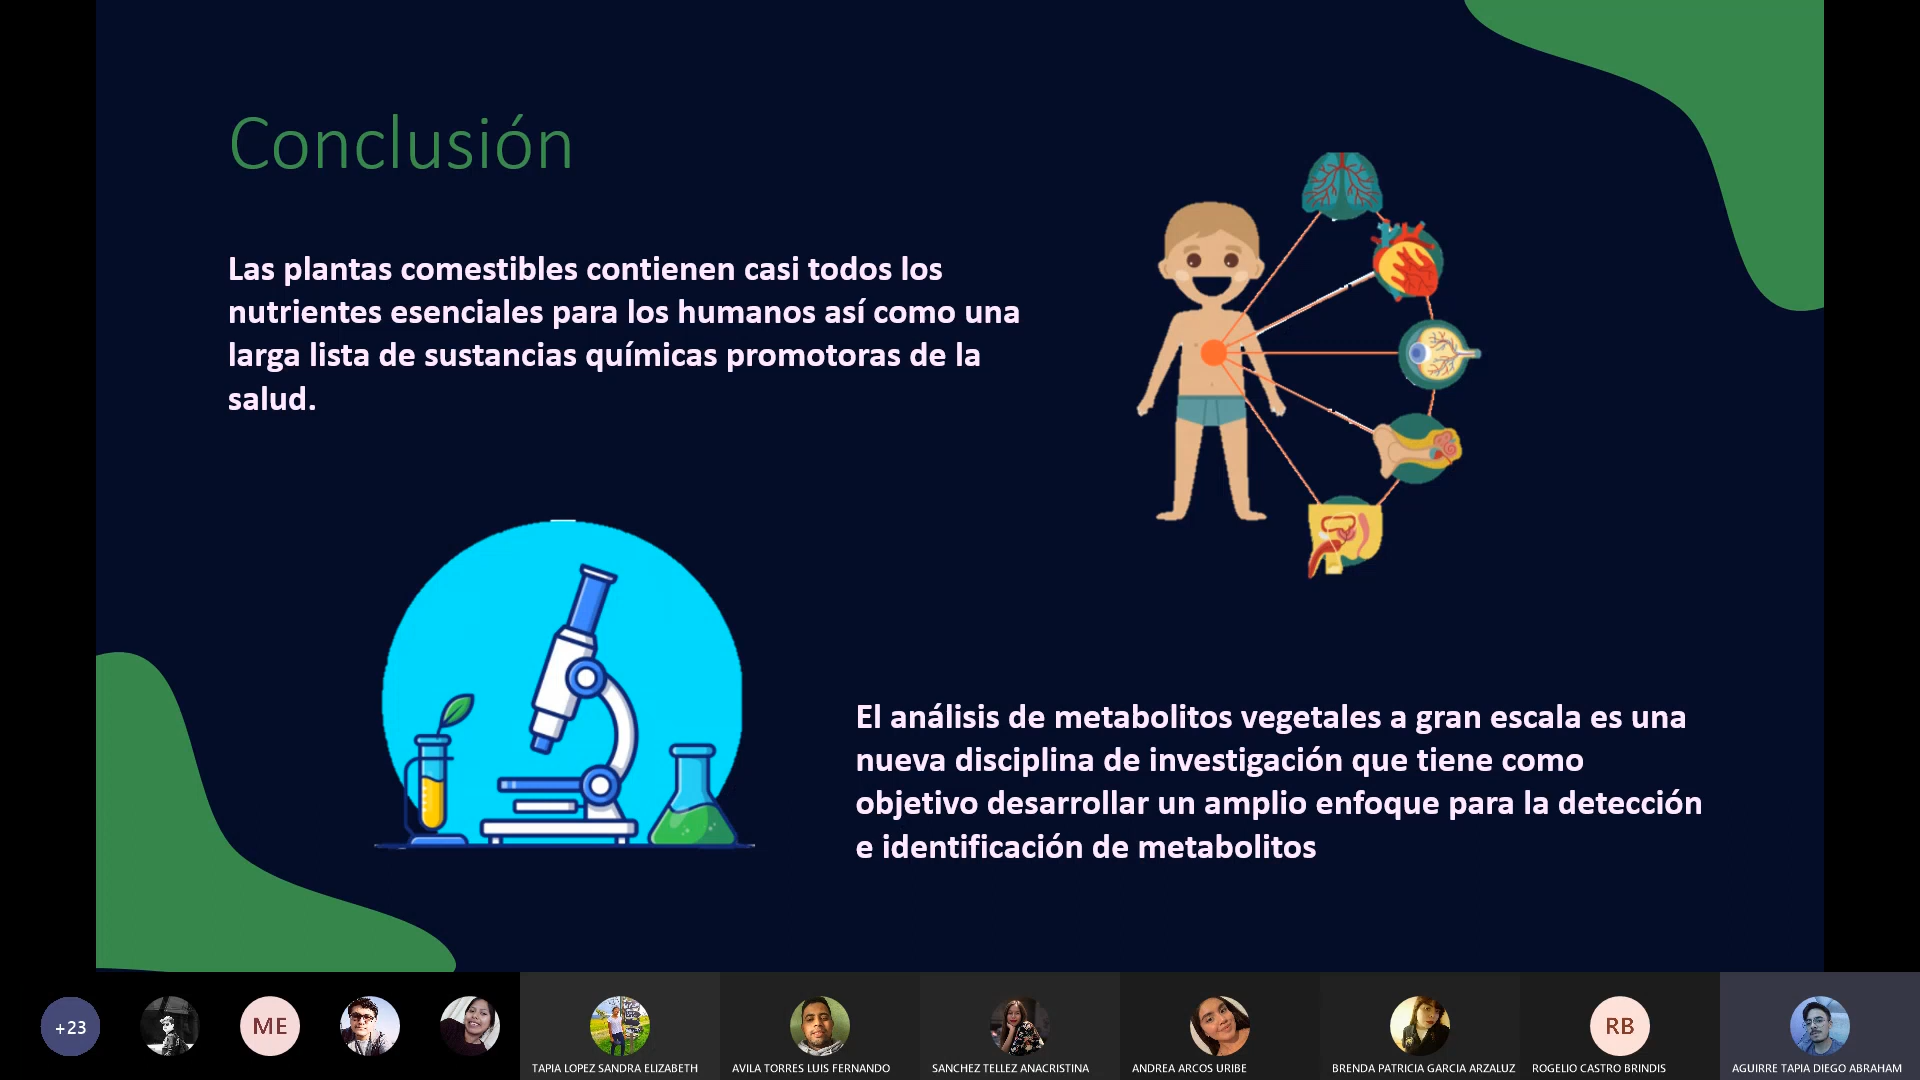 Conclusión
Las plantas comestibles contienen casi todos los
nutrientes esenciales para los humanos así como una
larga lista de sustancias químicas promotoras de la
salud.
El análisis de metabolitos vegetales a gran escala es una
nueva disciplina de investigación que tiene como
objetivo desarrollar un amplio enfoque para la detección
e identificación de metabolitos
+23
ME
RB
TAPIA LOPEZ SANDRA ELIZABETH
AVILA TORRES LUIS FERNANDO
SANCHEZ TELLEZ ANACRISTINA
ANDREA ARCOS URIBE
BRENDA PATRICIA GARCIA ARZALUZ
ROGELIO CASTRO BRINDIS
AGUIRRE TAPIA DIEGO ABRAHAM